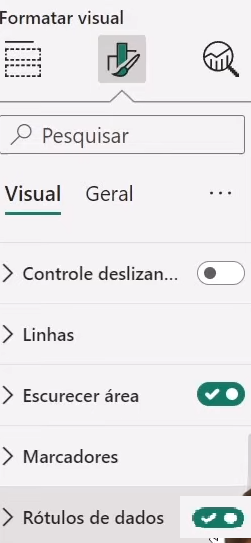 Formatar visual
Pesquisar
Visual Geral ...
Controle deslizan...
Linhas
Escurecer área
Marcadores
Rótulos de dados